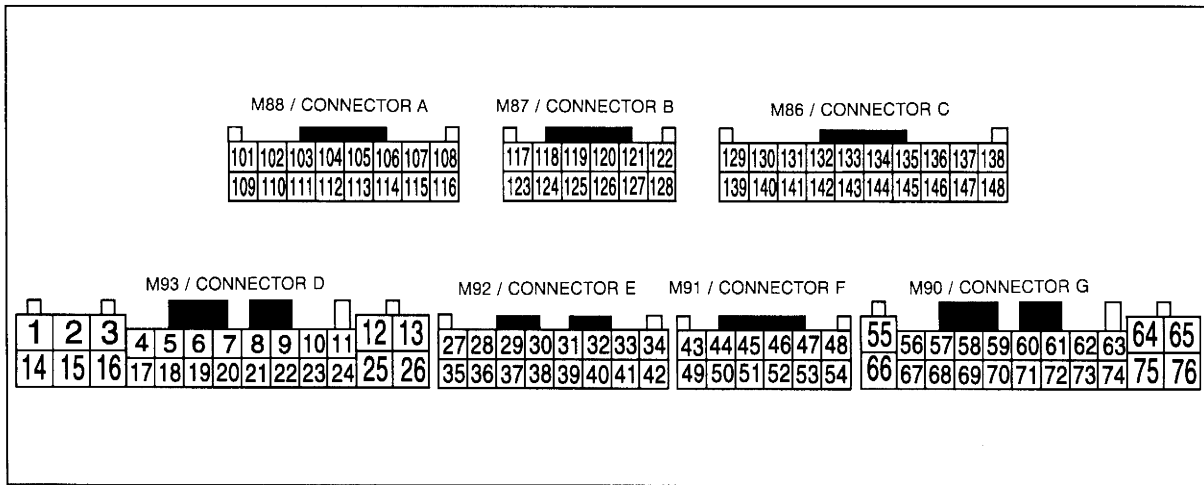 M88 / CONNECTOR A
101 102 103 104 105 106 107 108
109 110 111 112 113 114 115 116
M87 / CONNECTOR B
117 118 119 120 121 122
123 124 125 126 127 128
M86 / CONNECTOR C
129 130 131 132 133 134 135 136 137 138
139 140 141 142 143 144 145 146 147 148
M93 / CONNECTOR D
1 2 3 4 5 6 7 8 9 10 11 12 13
14 15 16 17 18 19 20 21 22 23 24 25 26
M92 / CONNECTOR E
27 28 29 30 31 32 33 34
35 36 37 38 39 40 41 42
M91 / CONNECTOR F
43 44 45 46 47 48
49 50 51 52 53 54
M90 / CONNECTOR G
55 56 57 58 59 60 61 62 63 64 65
66 67 68 69 70 71 72 73 74 75 76